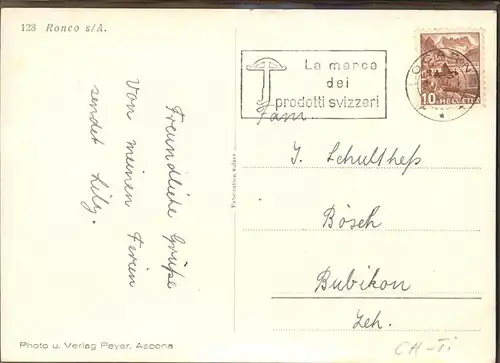 123 Ronco s/A.
Freundliche Grüsse
von meinen Ferien
sendet Lily.
Photo u. Verlag Peyer, Ascona
La marca
dei
prodotti svizzeri
10 HELVETIA
Fam.
J. Schulthess
Bösch
Bubikon
Zch.
CH-TI